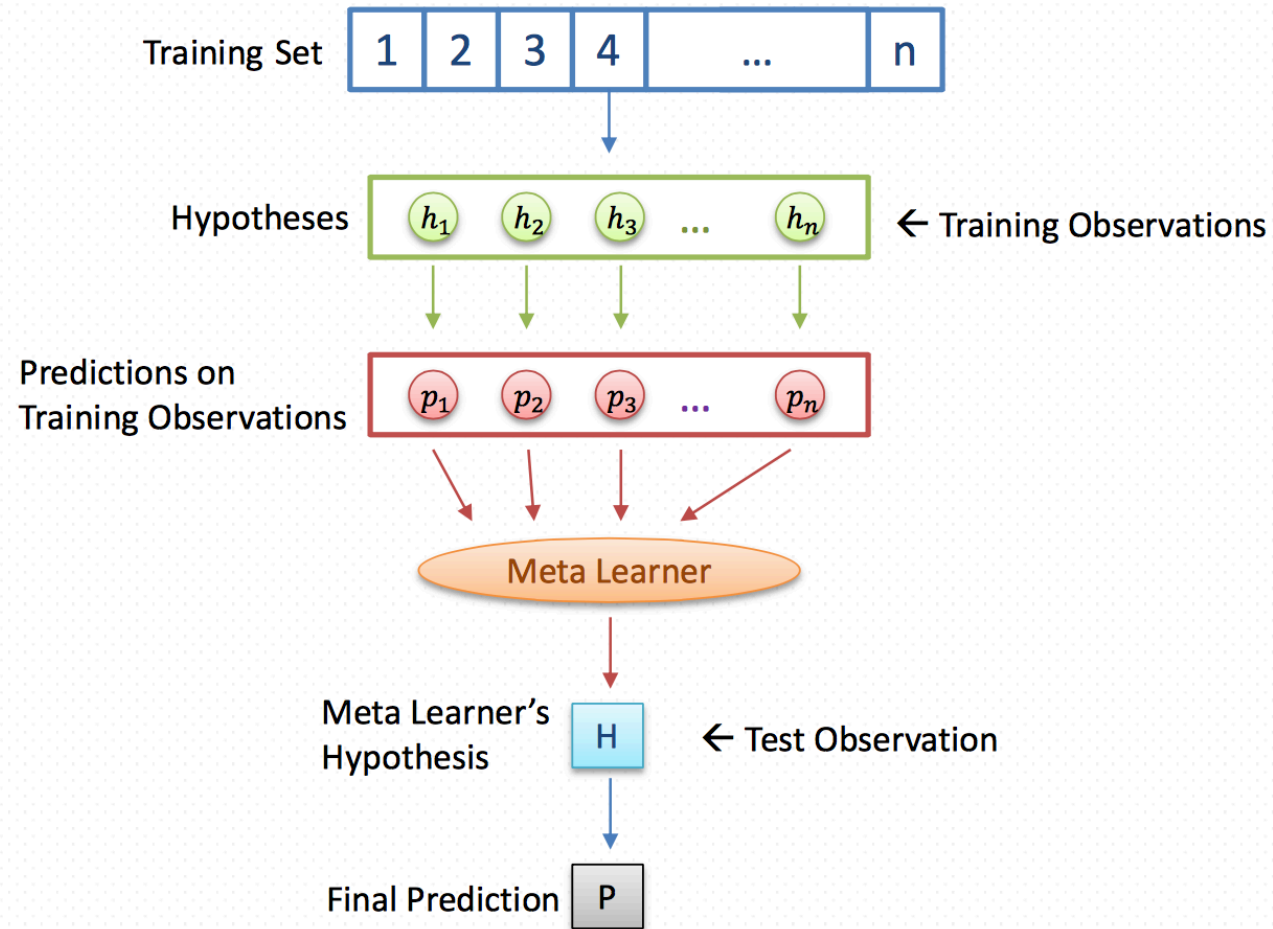 Training Set 1 2 3 4 ... n
Hypotheses h₁ h₂ h₃ ... hₙ ← Training Observations
Predictions on
Training Observations p₁ p₂ p₃ ... pₙ
Meta Learner
Meta Learner’s
Hypothesis H ← Test Observation
Final Prediction P